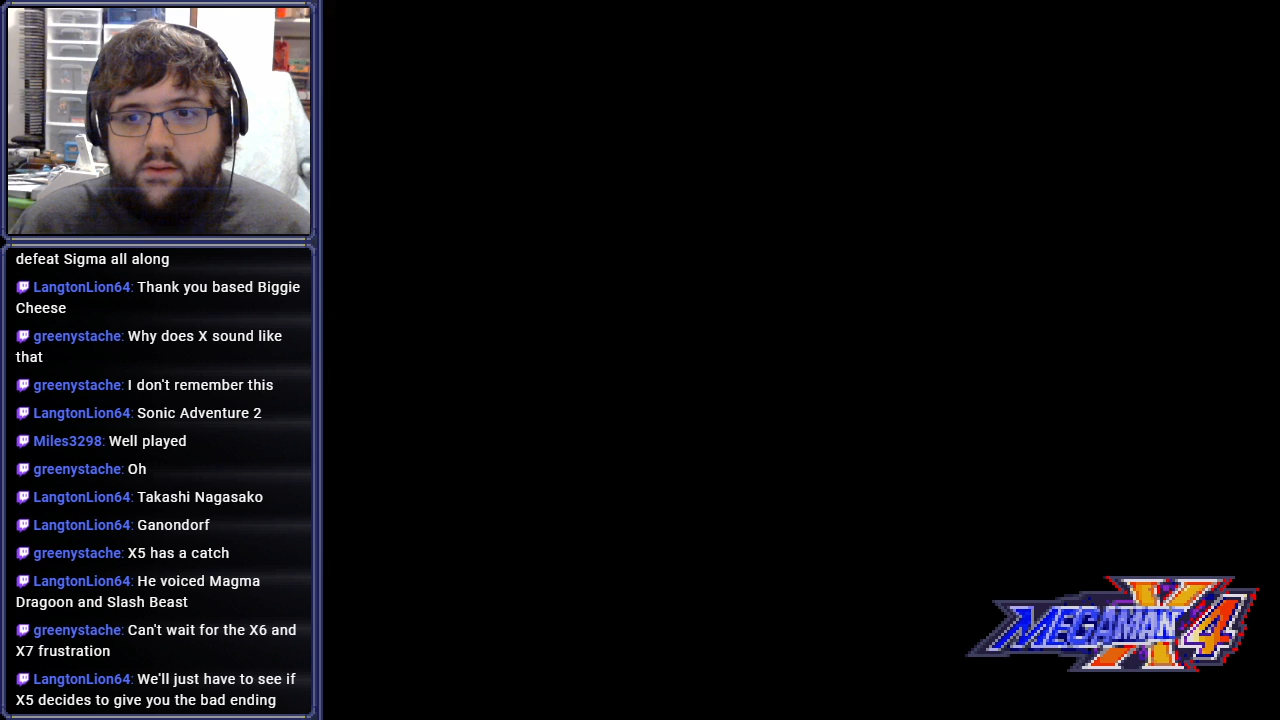 defeat Sigma all along
LangtonLion64: Thank you based Biggie
Cheese
greenystache: Why does X sound like
that
greenystache: I don't remember this
LangtonLion64: Sonic Adventure 2
Miles3298: Well played
greenystache: Oh
LangtonLion64: Takashi Nagasako
LangtonLion64: Ganondorf
greenystache: X5 has a catch
LangtonLion64: He voiced Magma
Dragoon and Slash Beast
greenystache: Can't wait for the X6 and
X7 frustration
LangtonLion64: We'll just have to see if
X5 decides to give you the bad ending
MEGAMAN X4